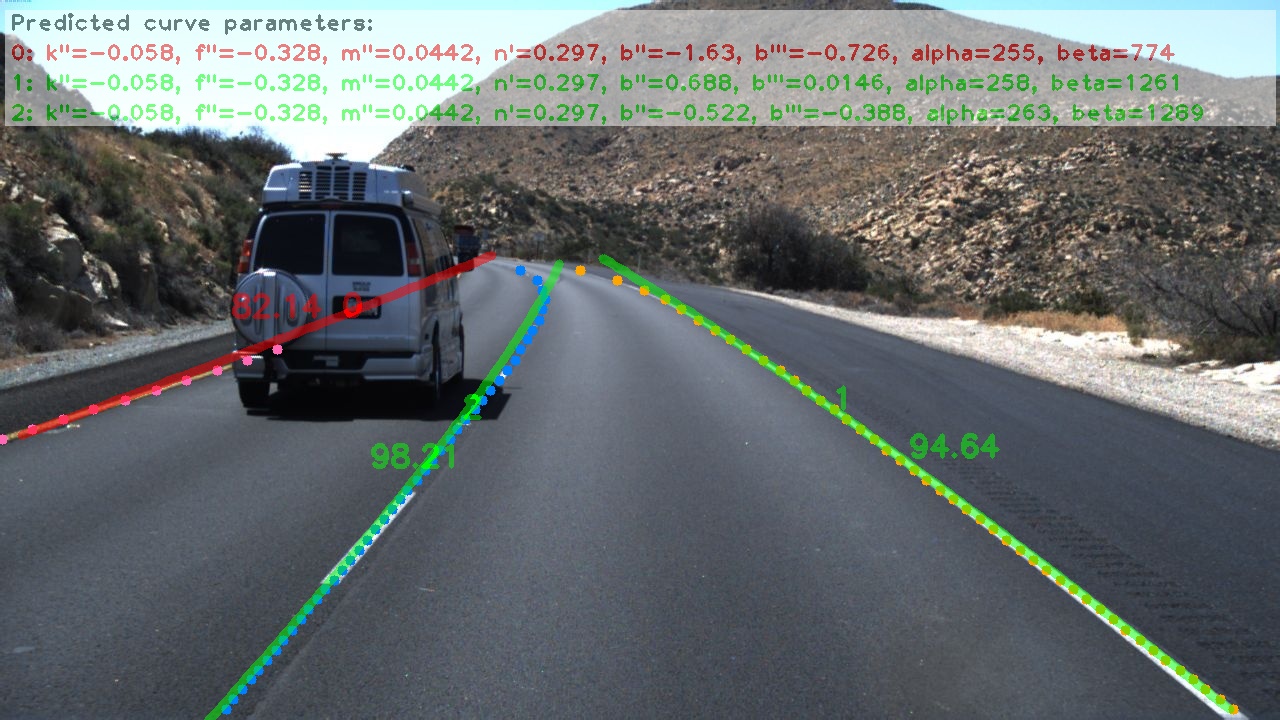 Predicted curve parameters:
0: k''=-0.058, f''=-0.328, m''=0.0442, n'=0.297, b''=-1.63, b'''=-0.726, alpha=255, beta=774
1: k''=-0.058, f''=-0.328, m''=0.0442, n'=0.297, b''=0.688, b'''=0.0146, alpha=258, beta=1261
2: k''=-0.058, f''=-0.328, m''=0.0442, n'=0.297, b''=-0.522, b'''=-0.388, alpha=263, beta=1289
82.14 0
1
2
98.21
94.64